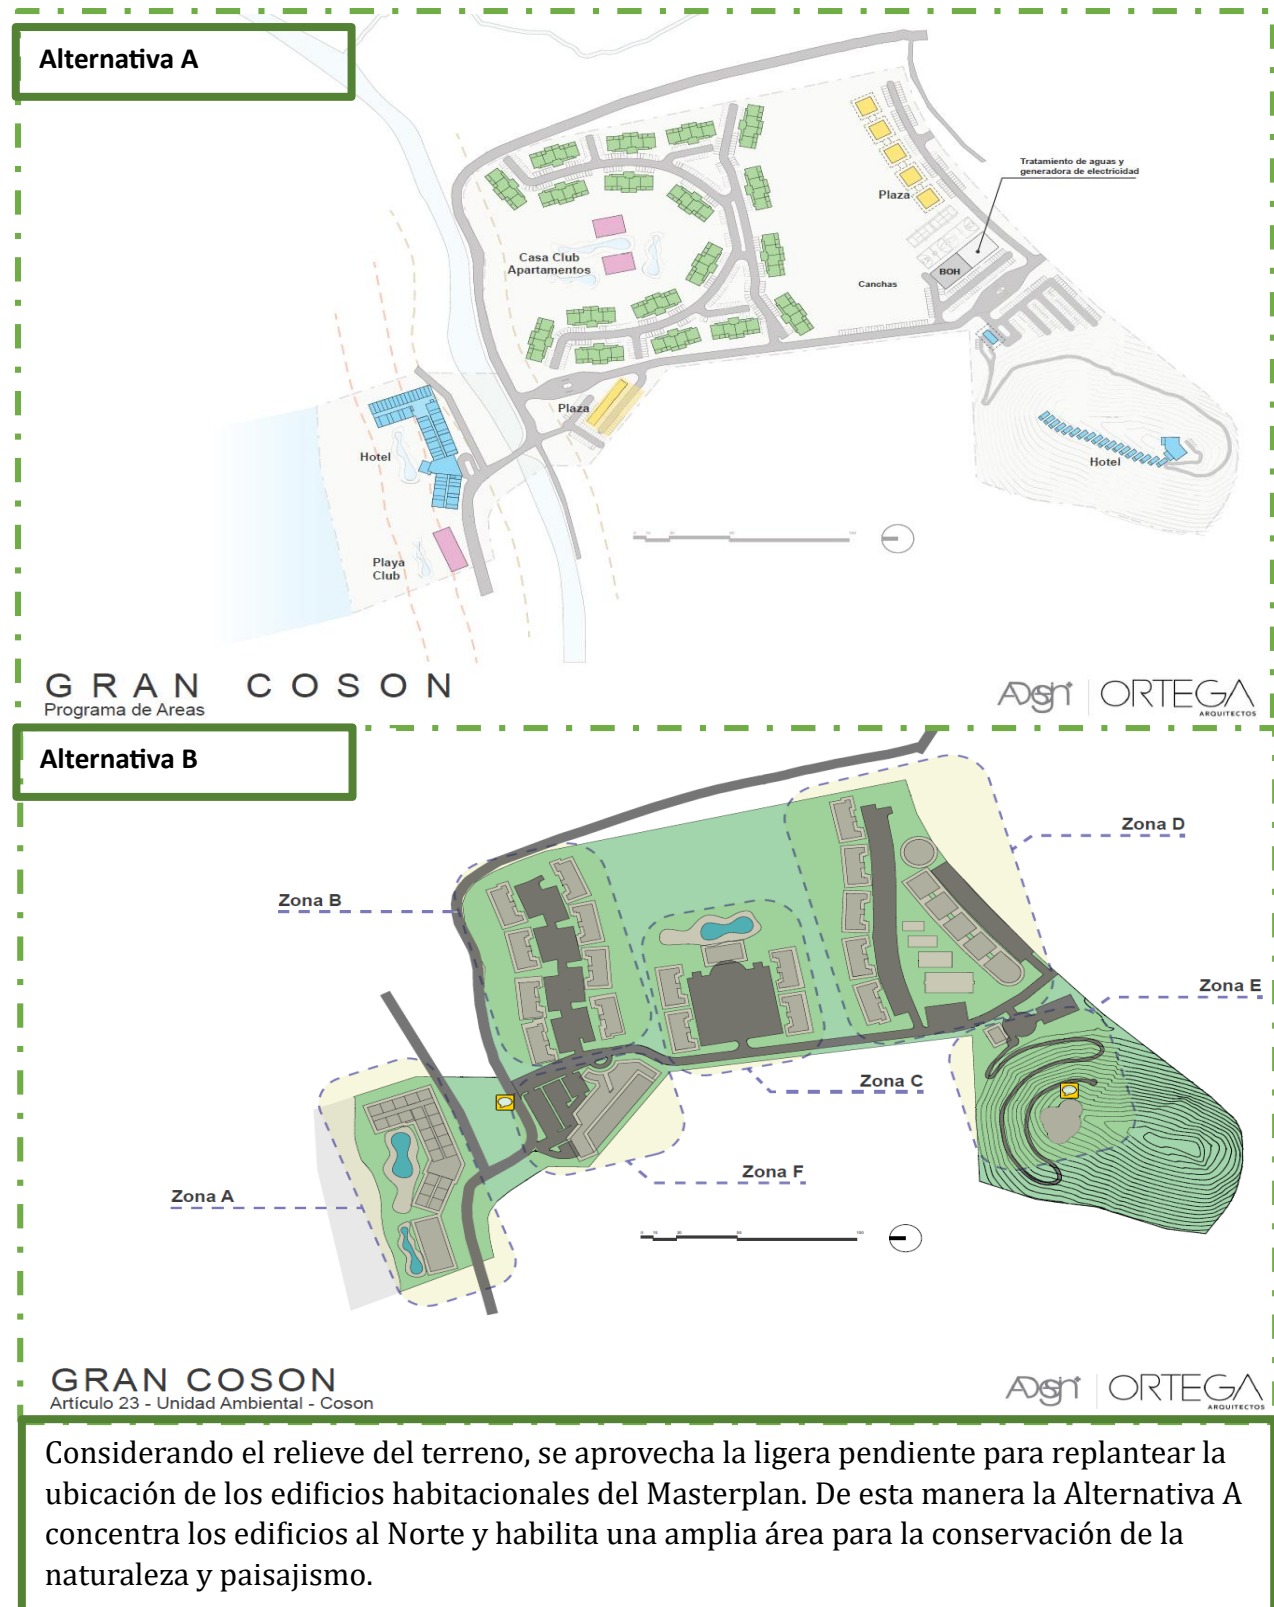 Alternativa A
Tratamiento de aguas y
generadora de electricidad
Plaza
Casa Club
Apartamentos
BOH
Canchas
Plaza
Hotel
Hotel
Playa
Club
GRAN COSON
Programa de Areas
ADesign+
ORTEGA
ARQUITECTOS
Alternativa B
Zona D
Zona B
Zona E
Zona C
Zona F
Zona A
GRAN COSON
Artículo 23 - Unidad Ambiental - Coson
ADesign+
ORTEGA
ARQUITECTOS
Considerando el relieve del terreno, se aprovecha la ligera pendiente para replantear la
ubicación de los edificios habitacionales del Masterplan. De esta manera la Alternativa A
concentra los edificios al Norte y habilita una amplia área para la conservación de la
naturaleza y paisajismo.